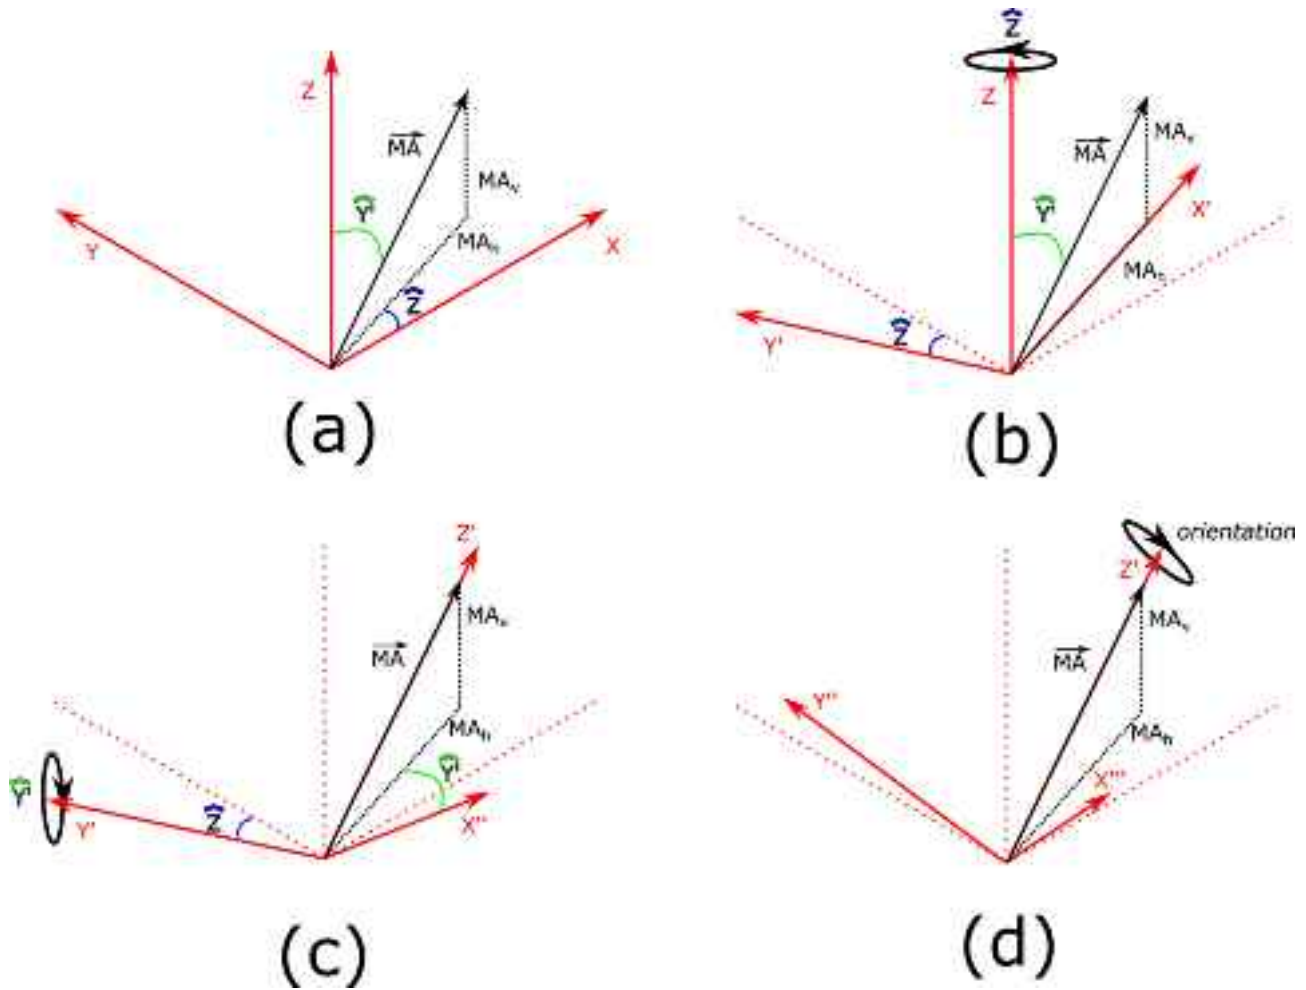 Z
MA
Ŷ'
MAᵥ
Y
MAₕ
X
Ẑ
(a)
Ẑ
Z
MA
MAᵥ
Ŷ'
X'
MAₕ
Y'
Ẑ
(b)
Z'
MAᵥ
MA
MAₕ
Ŷ'
Ŷ'
Y'
Ẑ
X''
(c)
orientation
Z'
MAᵥ
MA
Y''
MAₕ
X'''
(d)